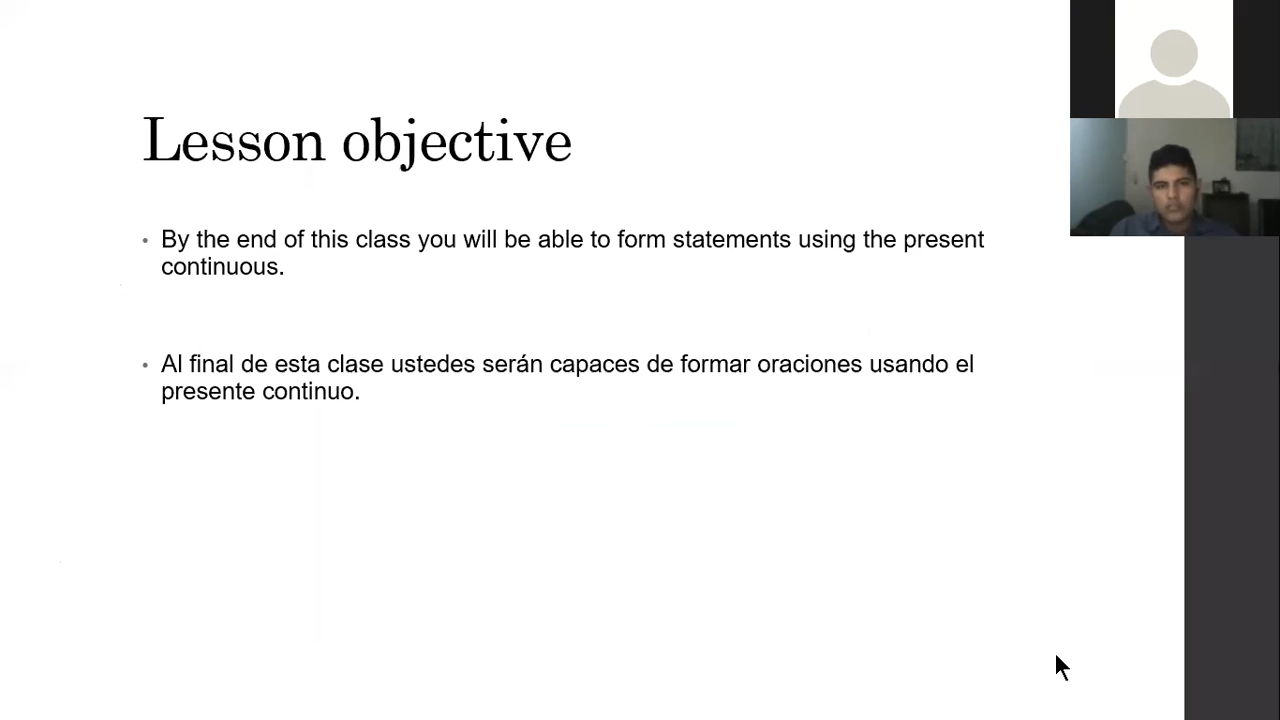 Lesson objective
• By the end of this class you will be able to form statements using the present
continuous.
• Al final de esta clase ustedes serán capaces de formar oraciones usando el
presente continuo.